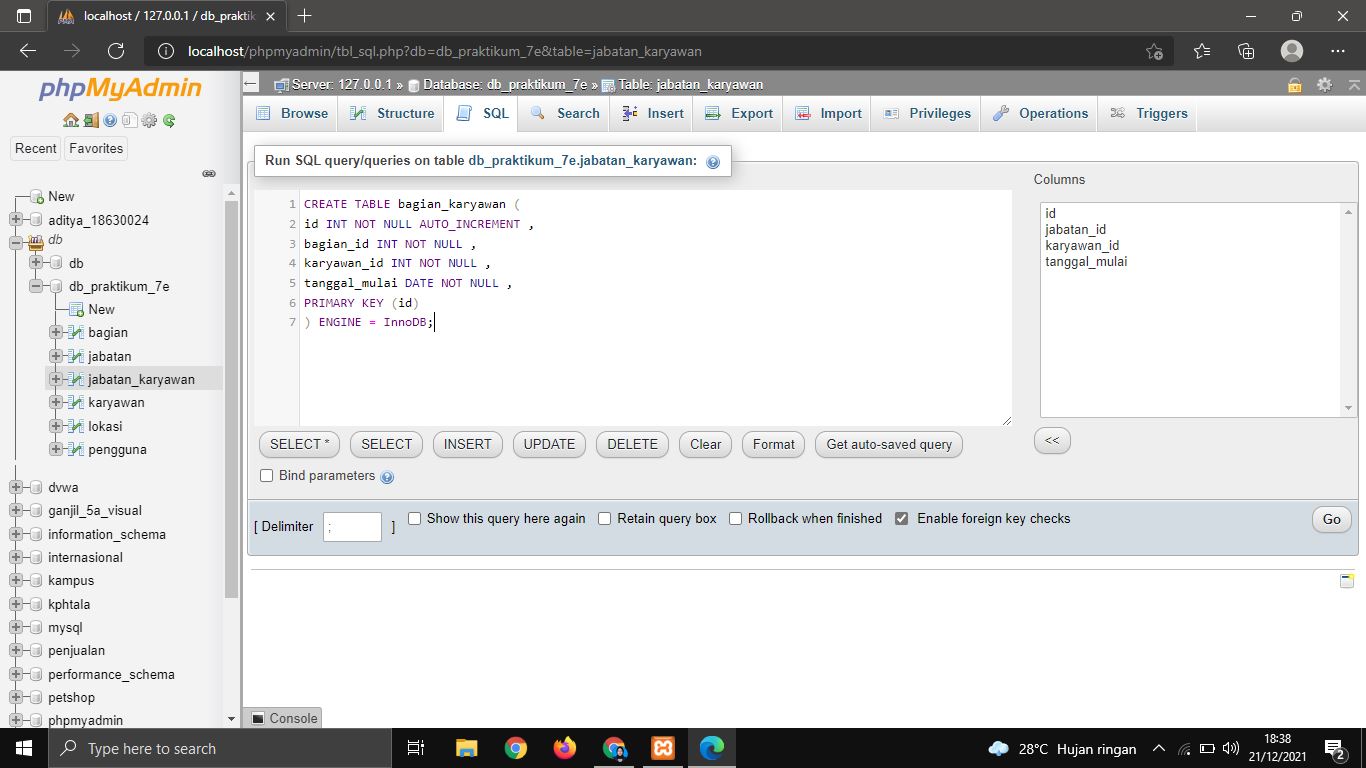 localhost / 127.0.0.1 / db_praktik
localhost/phpmyadmin/tbl_sql.php?db=db_praktikum_7e&table=jabatan_karyawan
phpMyAdmin
Recent Favorites
New
aditya_18630024
db
db
db_praktikum_7e
New
bagian
jabatan
jabatan_karyawan
karyawan
lokasi
pengguna
dvwa
ganjil_5a_visual
information_schema
internasional
kampus
kphtala
mysql
penjualan
performance_schema
petshop
phpmyadmin
Server: 127.0.0.1 » Database: db_praktikum_7e » Table: jabatan_karyawan
Browse Structure SQL Search Insert Export Import Privileges Operations Triggers
Run SQL query/queries on table db_praktikum_7e.jabatan_karyawan:
1 CREATE TABLE bagian_karyawan (
2 id INT NOT NULL AUTO_INCREMENT ,
3 bagian_id INT NOT NULL ,
4 karyawan_id INT NOT NULL ,
5 tanggal_mulai DATE NOT NULL ,
6 PRIMARY KEY (id)
7 ) ENGINE = InnoDB;
Columns
id
jabatan_id
karyawan_id
tanggal_mulai
SELECT * SELECT INSERT UPDATE DELETE Clear Format Get auto-saved query <<
Bind parameters
[ Delimiter ; ] Show this query here again Retain query box Rollback when finished Enable foreign key checks Go
Console
Type here to search
28°C Hujan ringan
18:38
21/12/2021
2